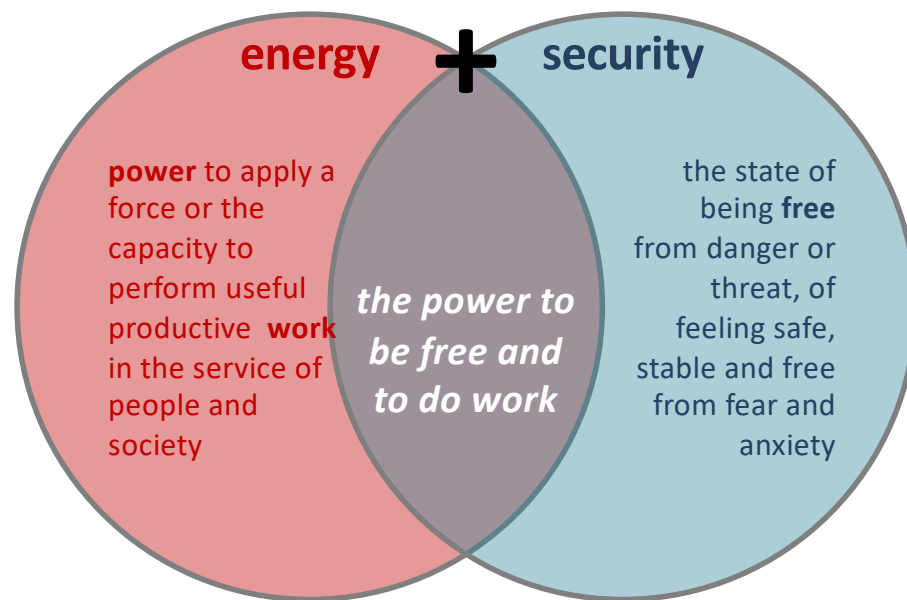 energy + security
power to apply a
force or the
capacity to
perform useful
productive work
in the service of
people and
society
the power to
be free and
to do work
the state of
being free
from danger or
threat, of
feeling safe,
stable and free
from fear and
anxiety